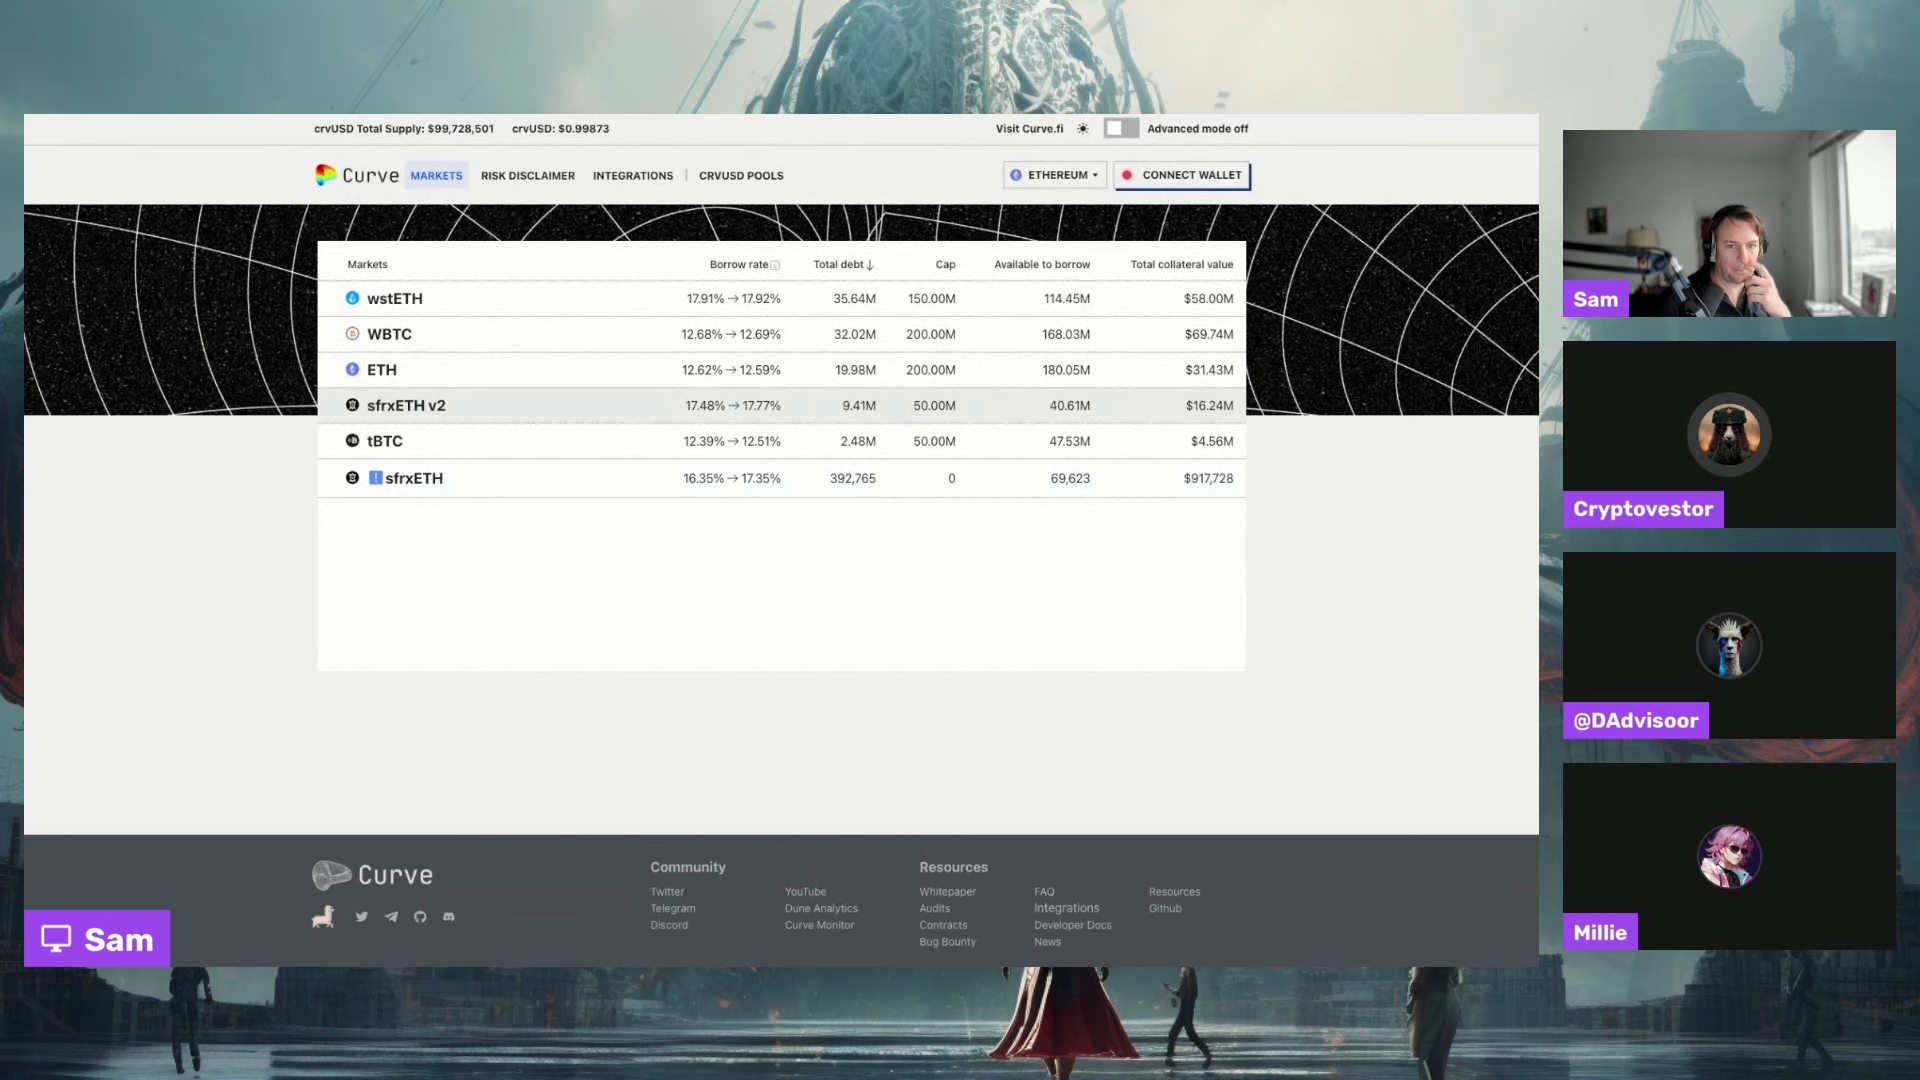 crvUSD Total Supply: $99,728,501 crvUSD: $0.99873 Visit Curve.fi Advanced mode off
Curve MARKETS RISK DISCLAIMER INTEGRATIONS | CRVUSD POOLS ETHEREUM CONNECT WALLET
Markets Borrow rate Total debt ↓ Cap Available to borrow Total collateral value
wstETH 17.91% → 17.92% 35.64M 150.00M 114.45M $58.00M
WBTC 12.68% → 12.69% 32.02M 200.00M 168.03M $69.74M
ETH 12.62% → 12.59% 19.98M 200.00M 180.05M $31.43M
sfrxETH v2 17.48% → 17.77% 9.41M 50.00M 40.61M $16.24M
tBTC 12.39% → 12.51% 2.48M 50.00M 47.53M $4.56M
! sfrxETH 16.35% → 17.35% 392,765 0 69,623 $917,728
Curve
Community
Twitter YouTube
Telegram Dune Analytics
Discord Curve Monitor
Resources
Whitepaper FAQ Resources
Audits Integrations Github
Contracts Developer Docs
Bug Bounty News
Sam
Sam
Cryptovestor
@DAdvisoor
Millie